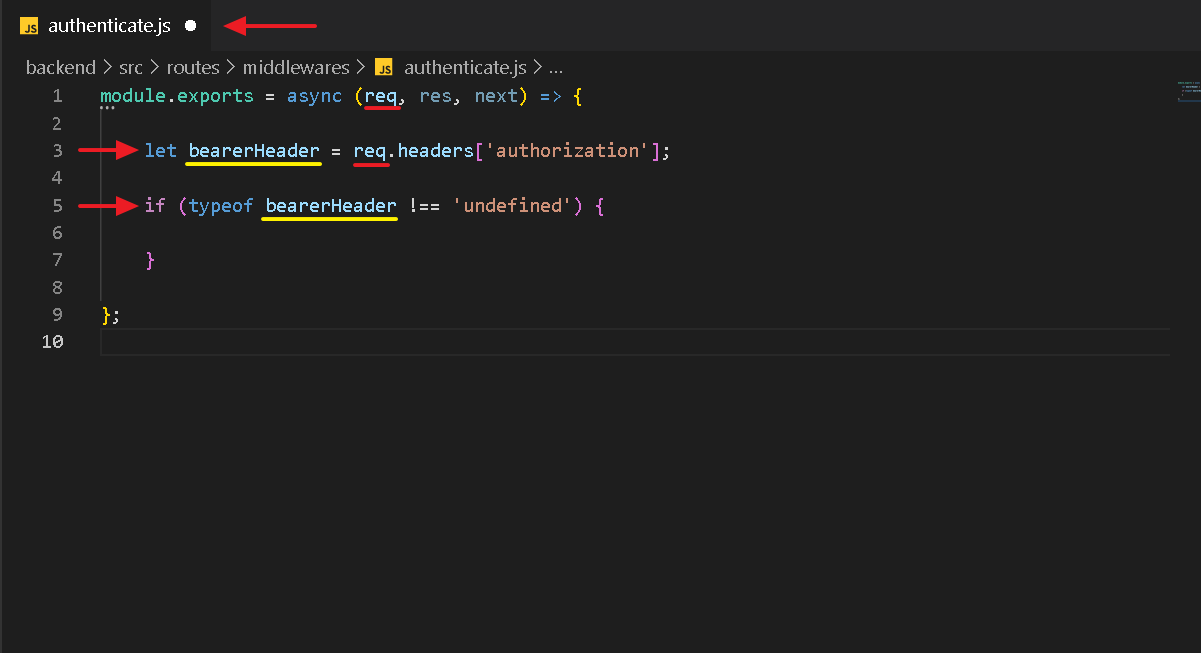 JS authenticate.js
backend > src > routes > middlewares > JS authenticate.js > ...
1 module.exports = async (req, res, next) => {
2
3 let bearerHeader = req.headers['authorization'];
4
5 if (typeof bearerHeader !== 'undefined') {
6
7 }
8
9 };
10